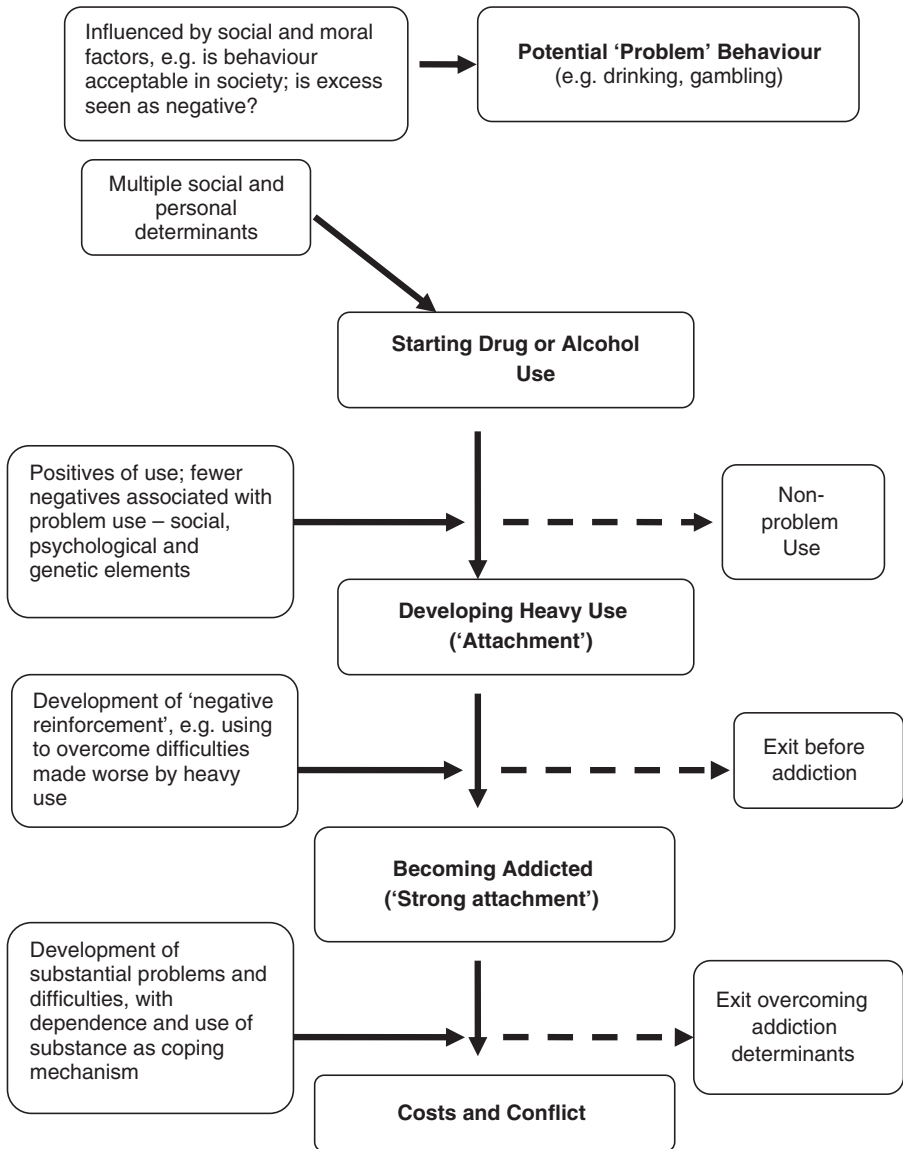 Influenced by social and moral
factors, e.g. is behaviour
acceptable in society; is excess
seen as negative?
Potential ‘Problem’ Behaviour
(e.g. drinking, gambling)
Multiple social and
personal
determinants
Starting Drug or Alcohol
Use
Positives of use; fewer
negatives associated with
problem use – social,
psychological and
genetic elements
Non-
problem
Use
Developing Heavy Use
(‘Attachment’)
Development of ‘negative
reinforcement’, e.g. using
to overcome difficulties
made worse by heavy
use
Exit before
addiction
Becoming Addicted
(‘Strong attachment’)
Development of
substantial problems and
difficulties, with
dependence and use of
substance as coping
mechanism
Exit overcoming
addiction
determinants
Costs and Conflict